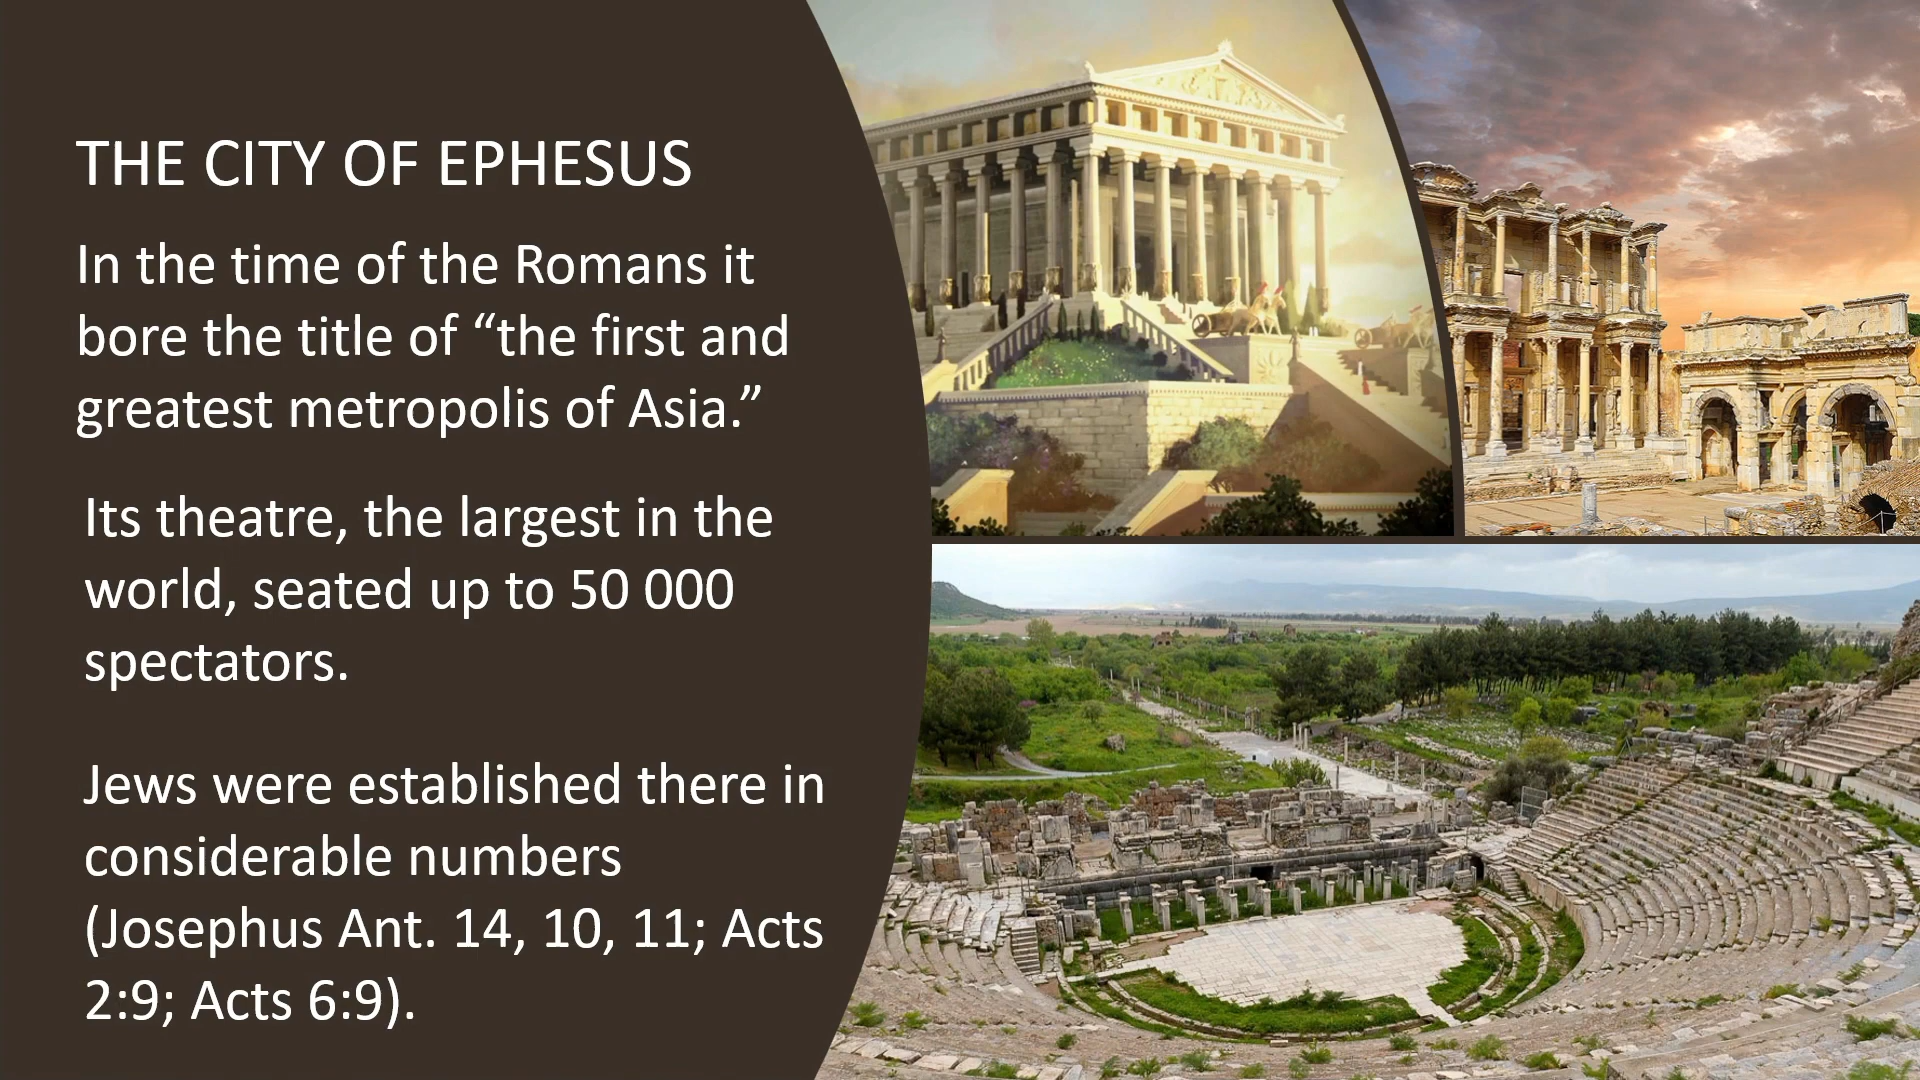 THE CITY OF EPHESUS
In the time of the Romans it
bore the title of “the first and
greatest metropolis of Asia.”
Its theatre, the largest in the
world, seated up to 50 000
spectators.
Jews were established there in
considerable numbers
(Josephus Ant. 14, 10, 11; Acts
2:9; Acts 6:9).